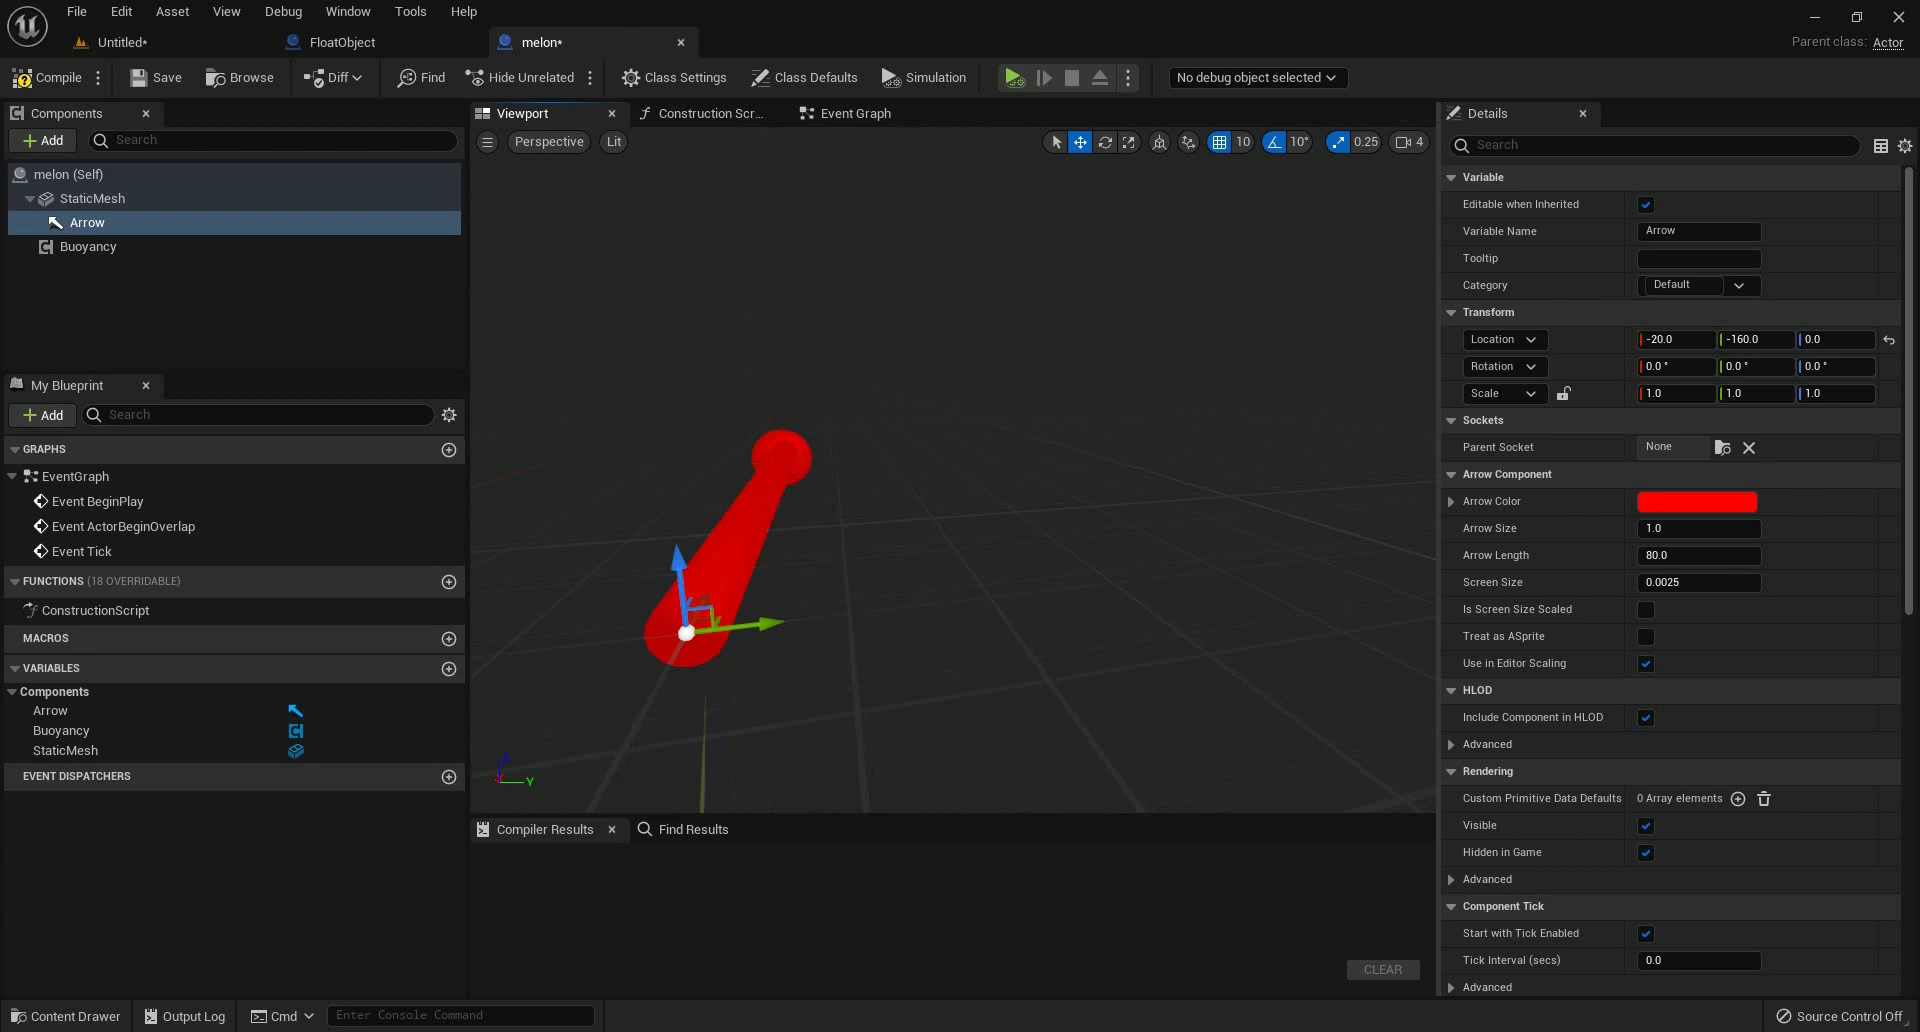 File Edit Asset View Debug Window Tools Help
Untitled* FloatObject melon*
Parent class: Actor
Compile Save Browse Diff Find Hide Unrelated Class Settings Class Defaults Simulation No debug object selected
Components
Add Search
melon (Self)
StaticMesh
Arrow
Buoyancy
My Blueprint
Add Search
GRAPHS
EventGraph
Event BeginPlay
Event ActorBeginOverlap
Event Tick
FUNCTIONS (18 OVERRIDABLE)
ConstructionScript
MACROS
VARIABLES
Components
Arrow
Buoyancy
StaticMesh
EVENT DISPATCHERS
Viewport Construction Scr... Event Graph
Perspective Lit 10 10° 0.25 4
Y
Compiler Results Find Results
CLEAR
Details
Search
Variable
Editable when Inherited
Variable Name Arrow
Tooltip
Category Default
Transform
Location -20.0 -160.0 0.0
Rotation 0.0 ° 0.0 ° 0.0 °
Scale 1.0 1.0 1.0
Sockets
Parent Socket None
Arrow Component
Arrow Color
Arrow Size 1.0
Arrow Length 80.0
Screen Size 0.0025
Is Screen Size Scaled
Treat as ASprite
Use in Editor Scaling
HLOD
Include Component in HLOD
Advanced
Rendering
Custom Primitive Data Defaults 0 Array elements
Visible
Hidden in Game
Advanced
Component Tick
Start with Tick Enabled
Tick Interval (secs) 0.0
Advanced
Content Drawer Output Log Cmd Enter Console Command Source Control Off